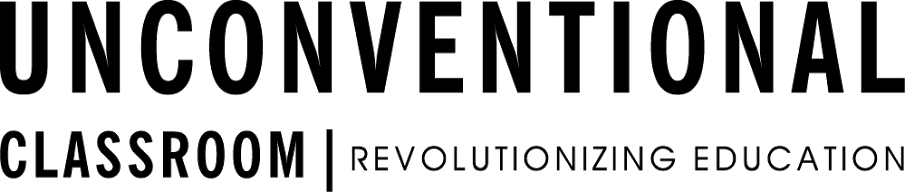 UNCONVENTIONAL
CLASSROOM | REVOLUTIONIZING EDUCATION